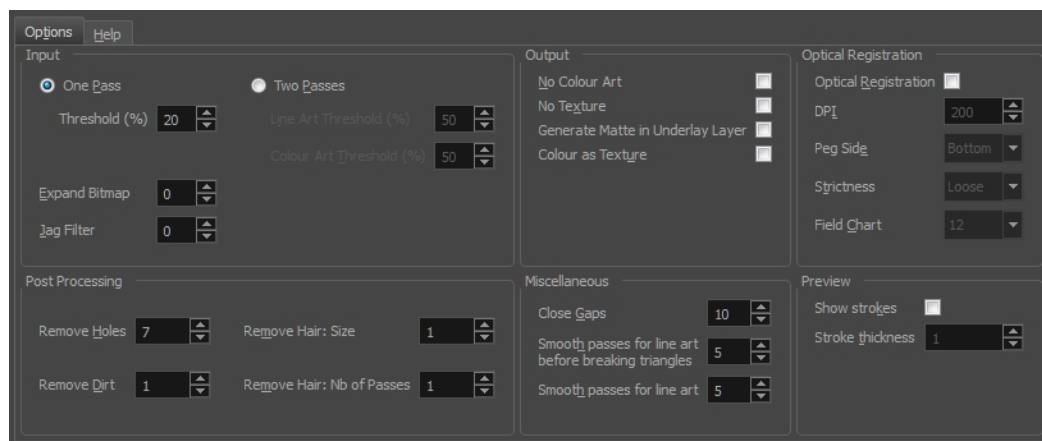 Options
Help
Input
One Pass
Two Passes
Threshold (%)
20
Line Art Threshold (%)
50
Colour Art Threshold (%)
50
Expand Bitmap
0
Jag Filter
0
Output
No Colour Art
No Texture
Generate Matte in Underlay Layer
Colour as Texture
Optical Registration
Optical Registration
DPI
200
Peg Side
Bottom
Strictness
Loose
Field Chart
12
Post Processing
Remove Holes
7
Remove Hair: Size
1
Remove Dirt
1
Remove Hair: Nb of Passes
1
Miscellaneous
Close Gaps
10
Smooth passes for line art
before breaking triangles
5
Smooth passes for line art
5
Preview
Show strokes
Stroke thickness
1